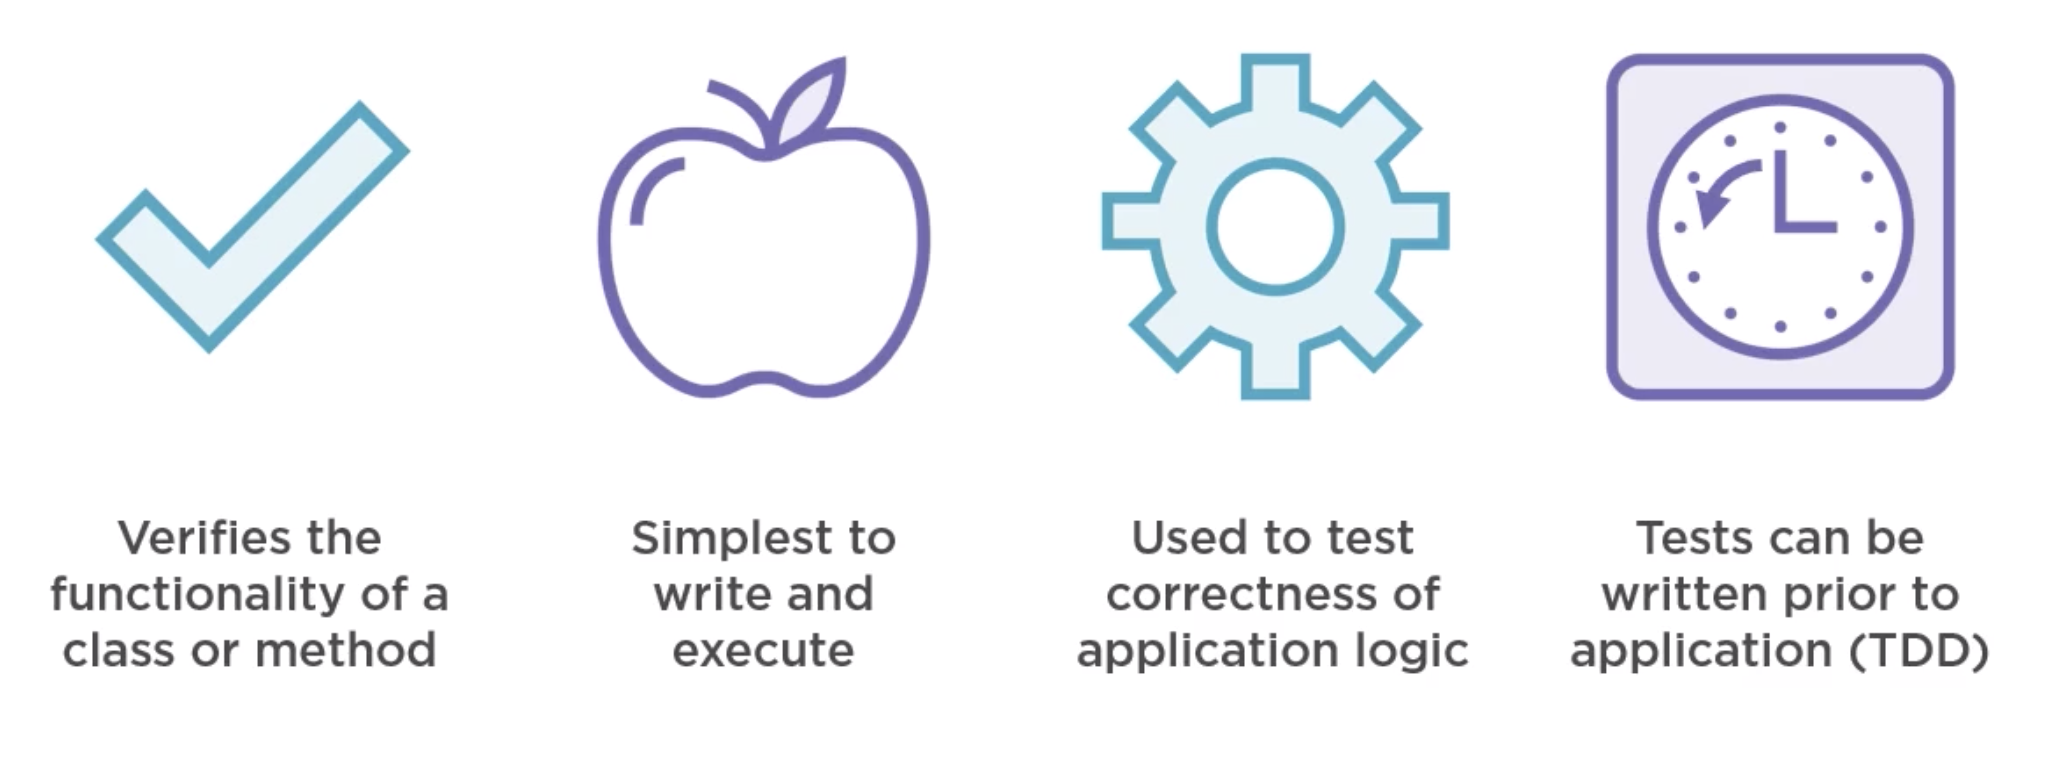 Verifies the
functionality of a
class or method
Simplest to
write and
execute
Used to test
correctness of
application logic
Tests can be
written prior to
application (TDD)